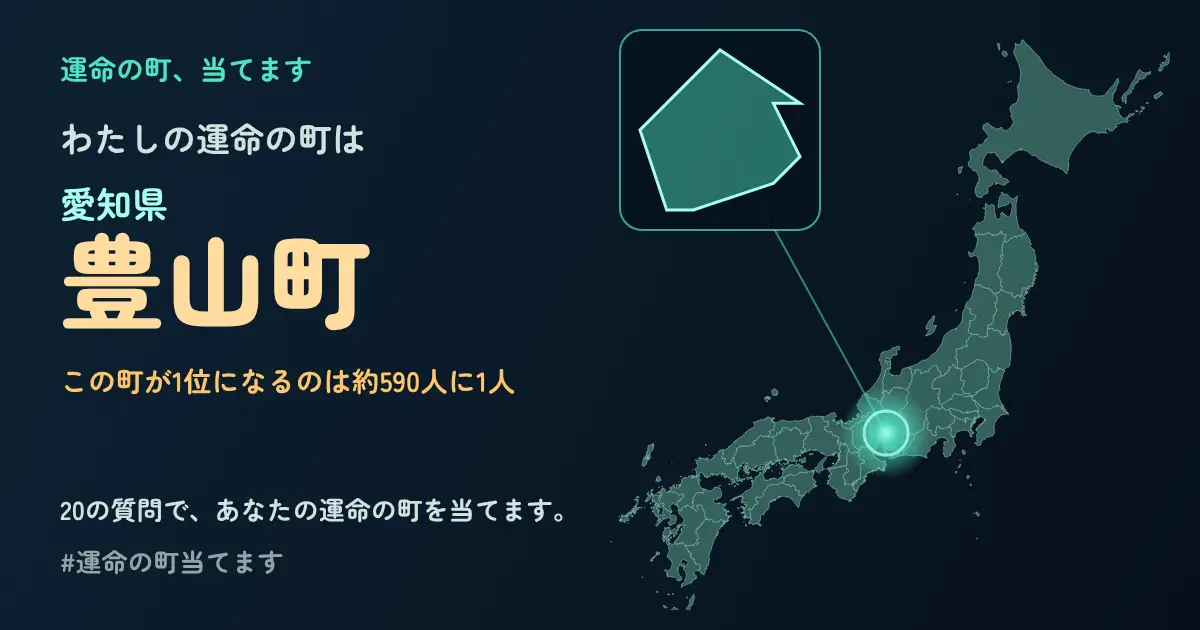 運命の町、当てます
わたしの運命の町は
愛知県
豊山町
この町が1位になるのは約590人に1人
20の質問で、あなたの運命の町を当てます。
#運命の町当てます